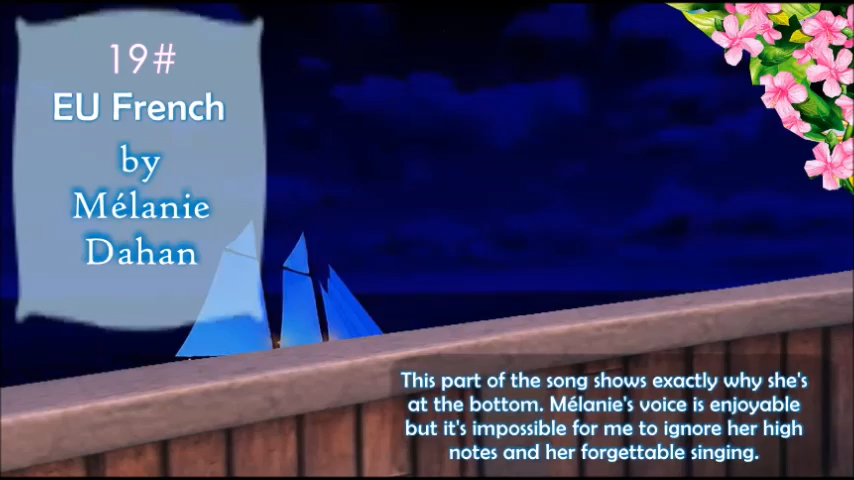 19#
EU French
by
Mélanie
Dahan
This part of the song shows exactly why she's
at the bottom. Mélanie's voice is enjoyable
but it's impossible for me to ignore her high
notes and her forgettable singing.